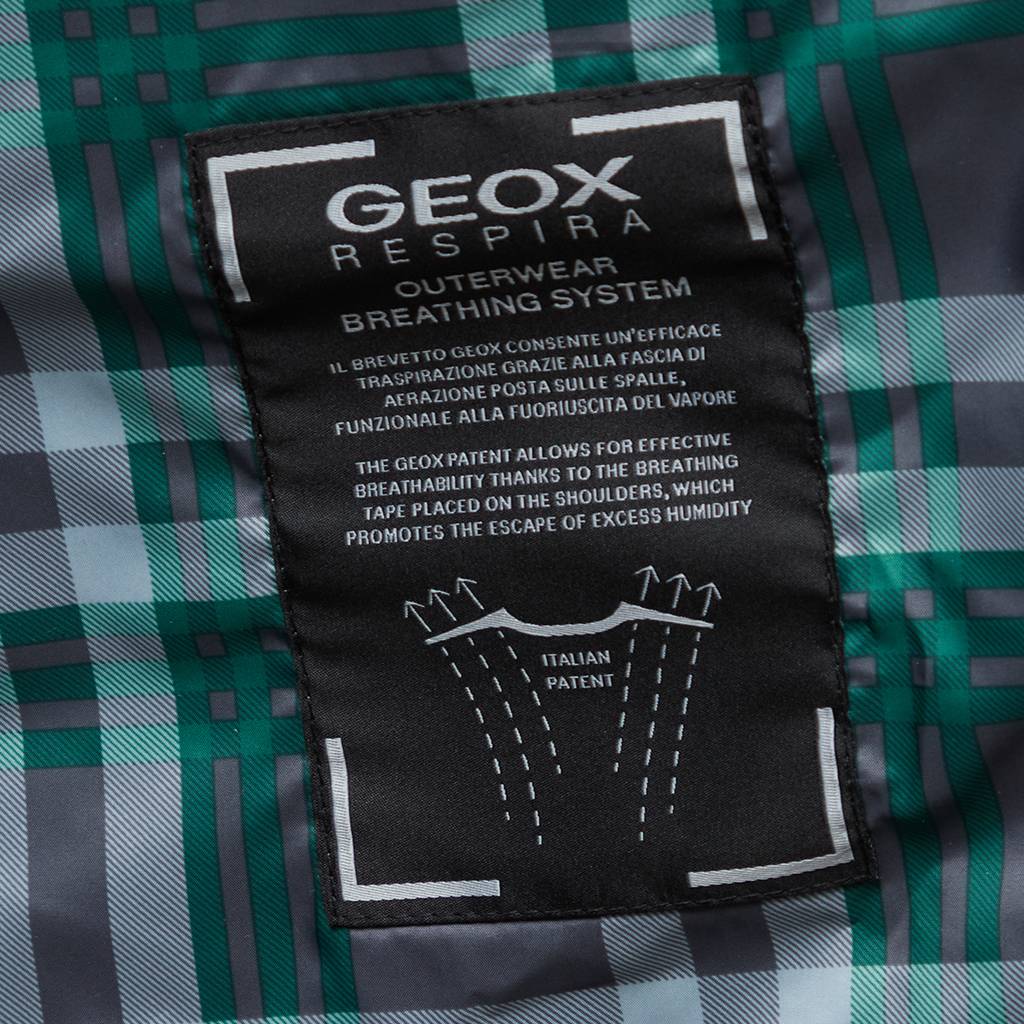 GEOX
RESPIRA
OUTERWEAR
BREATHING SYSTEM
IL BREVETTO GEOX CONSENTE UN'EFFICACE
TRASPIRAZIONE GRAZIE ALLA FASCIA DI
AERAZIONE POSTA SULLE SPALLE,
FUNZIONALE ALLA FUORIUSCITA DEL VAPORE
THE GEOX PATENT ALLOWS FOR EFFECTIVE
BREATHABILITY THANKS TO THE BREATHING
TAPE PLACED ON THE SHOULDERS, WHICH
PROMOTES THE ESCAPE OF EXCESS HUMIDITY
ITALIAN
PATENT